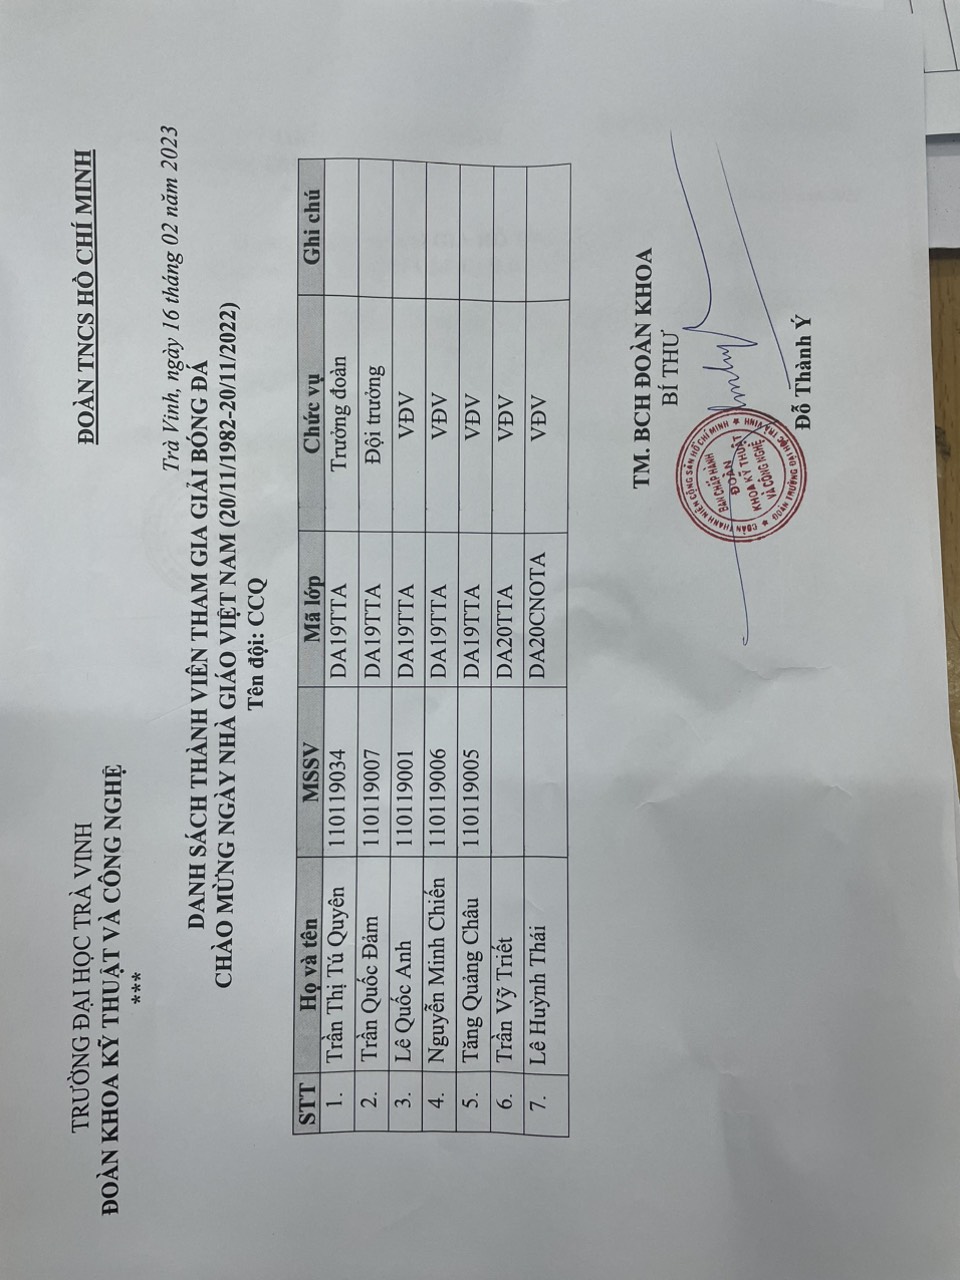 TRƯỜNG ĐẠI HỌC TRÀ VINH
ĐOÀN KHOA KỸ THUẬT VÀ CÔNG NGHỆ
***
ĐOÀN TNCS HỒ CHÍ MINH
Trà Vinh, ngày 16 tháng 02 năm 2023
DANH SÁCH THÀNH VIÊN THAM GIA GIẢI BÓNG ĐÁ
CHÀO MỪNG NGÀY NHÀ GIÁO VIỆT NAM (20/11/1982-20/11/2022)
Tên đội: CCQ
STT Họ và tên MSSV Mã lớp Chức vụ Ghi chú
1. Trần Thị Tú Quyên 110119034 DA19TTA Trưởng đoàn
2. Trần Quốc Đảm 110119007 DA19TTA Đội trưởng
3. Lê Quốc Anh 110119001 DA19TTA VĐV
4. Nguyễn Minh Chiến 110119006 DA19TTA VĐV
5. Tăng Quảng Châu 110119005 DA19TTA VĐV
6. Trần Vỹ Triết DA20TTA VĐV
7. Lê Huỳnh Thái DA20CNOTA VĐV
TM. BCH ĐOÀN KHOA
BÍ THƯ
ĐOÀN THANH NIÊN CỘNG SẢN HỒ CHÍ MINH
BAN CHẤP HÀNH
ĐOÀN
KHOA KỸ THUẬT
VÀ CÔNG NGHỆ
ĐOÀN TRƯỜNG ĐẠI HỌC TRÀ VINH
Đỗ Thành Ý